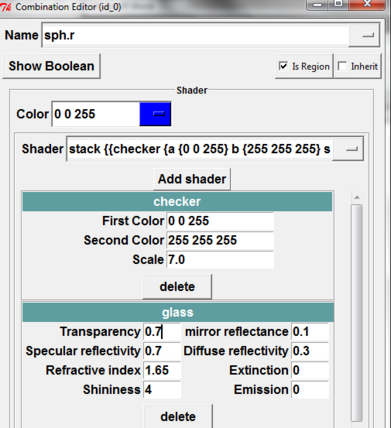 Combination Editor (id_0)
Name sph.r
Show Boolean Is Region Inherit
Shader
Color 0 0 255
Shader stack {{checker {a {0 0 255} b {255 255 255} s
Add shader
checker
First Color 0 0 255
Second Color 255 255 255
Scale 7.0
delete
glass
Transparency 0.7 mirror reflectance 0.1
Specular reflectivity 0.7 Diffuse reflectivity 0.3
Refractive index 1.65 Extinction 0
Shininess 4 Emission 0
delete